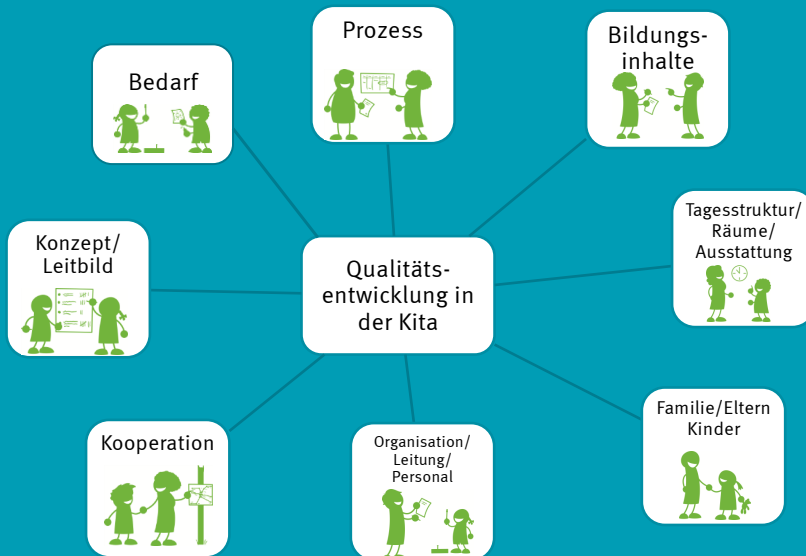 Prozess
Bildungs-
inhalte
Bedarf
Tagesstruktur/
Räume/
Ausstattung
Konzept/
Leitbild
Qualitäts-
entwicklung in
der Kita
Familie/Eltern
Kinder
Kooperation
Organisation/
Leitung/
Personal